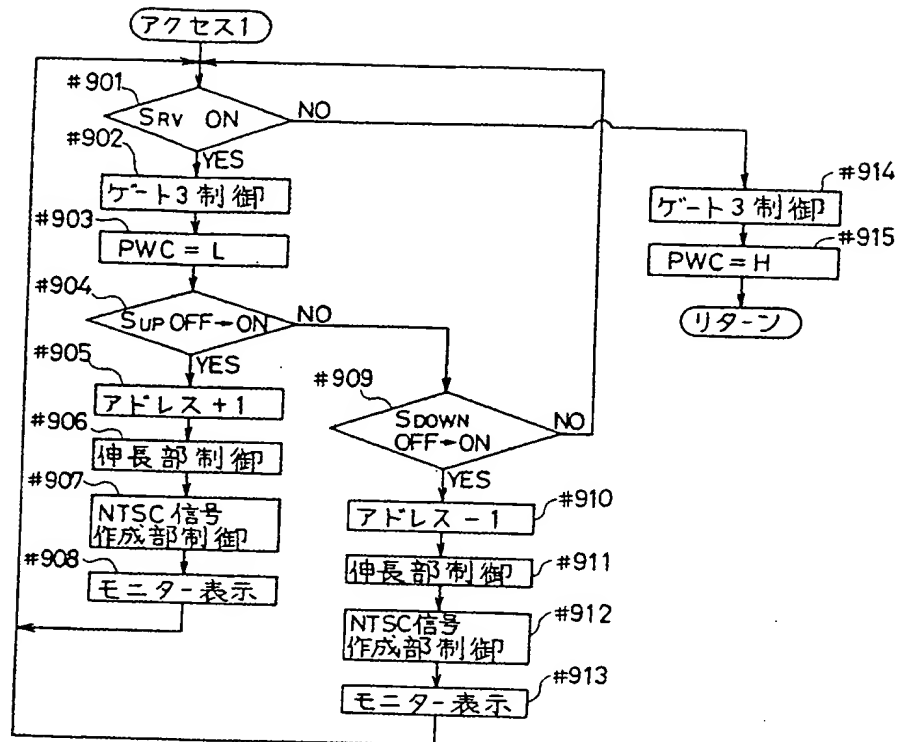 アクセス1
#901
SRV ON
NO
YES
#902
ゲート3制御
#903
PWC=L
#904
SUP OFF→ON
NO
YES
#905
アドレス+1
#906
伸長部制御
#907
NTSC信号
作成部制御
#908
モニター表示
#909
SDOWN
OFF→ON
NO
YES
#910
アドレス-1
#911
伸長部制御
#912
NTSC信号
作成部制御
#913
モニター表示
#914
ゲート3制御
#915
PWC=H
リターン